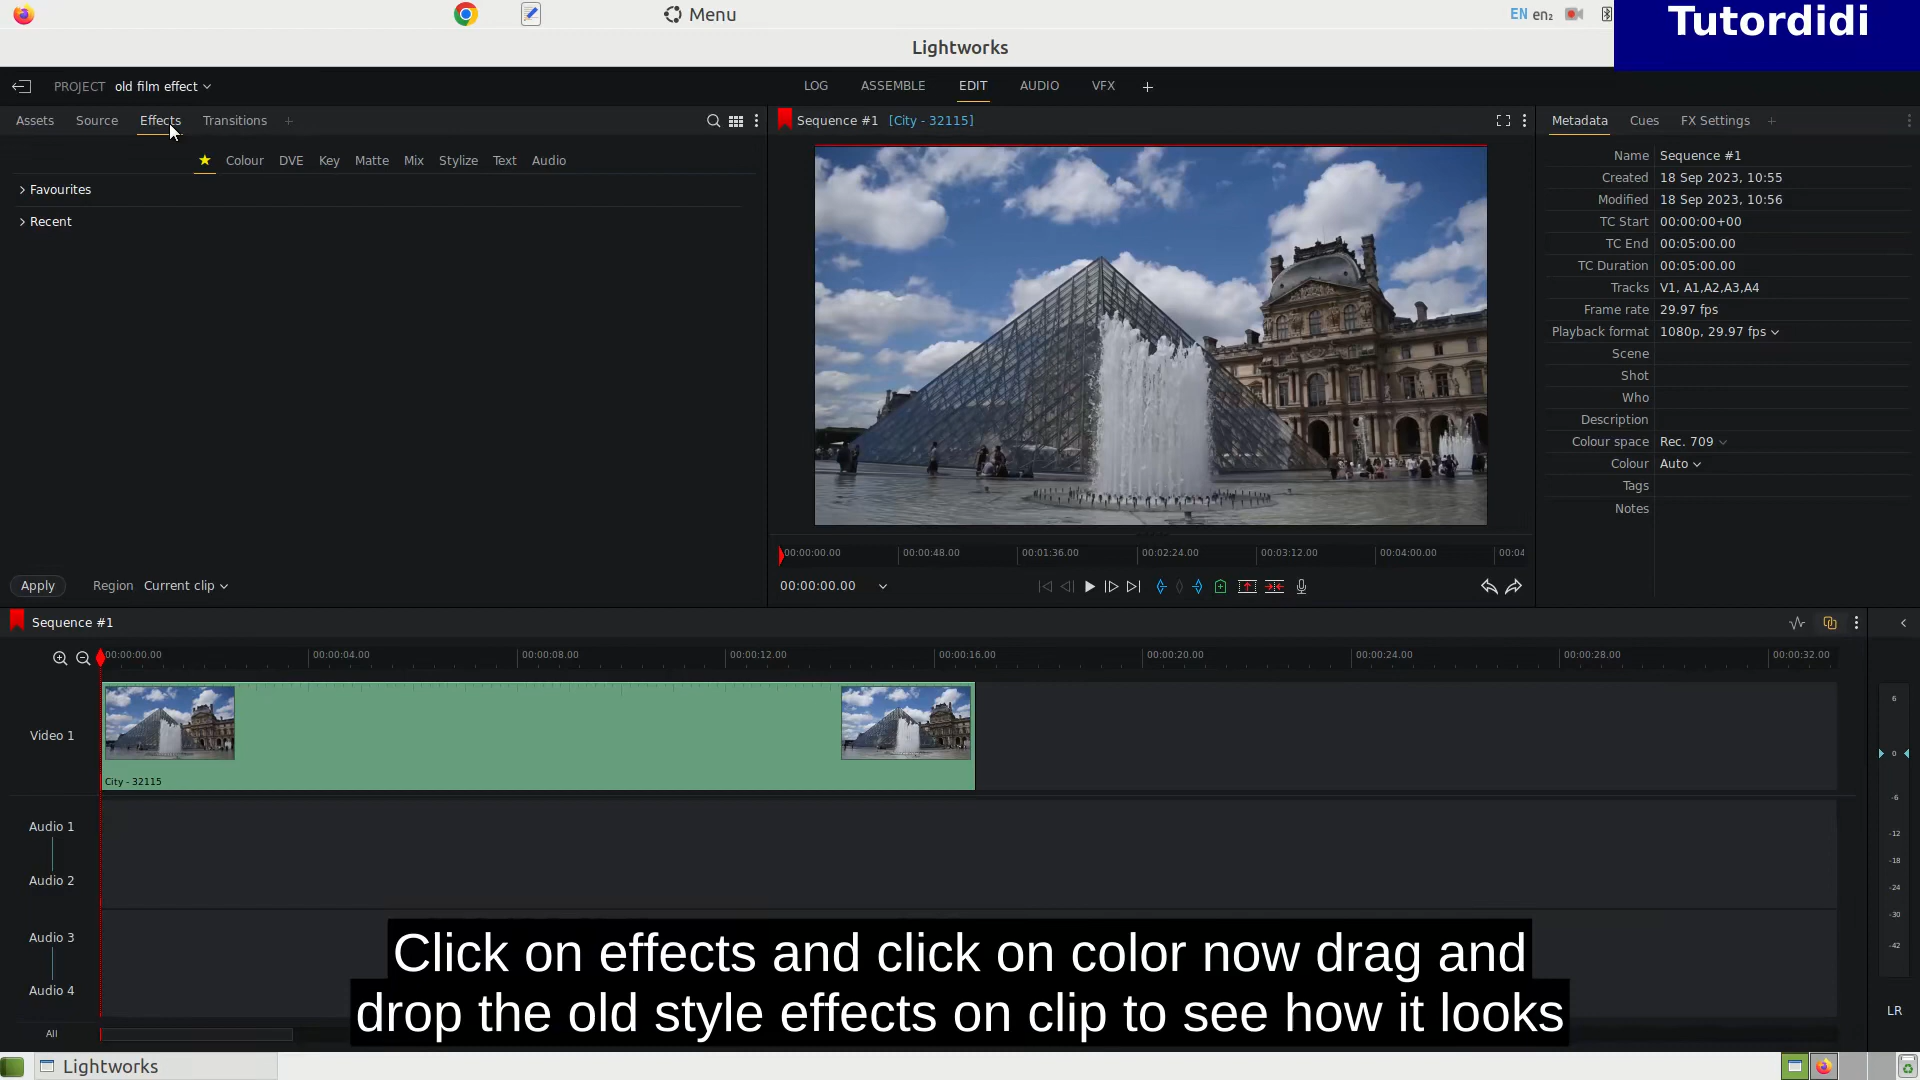 Menu
EN en₂
Tutordidi
Lightworks
PROJECT old film effect
LOG ASSEMBLE EDIT AUDIO VFX +
Assets Source Effects Transitions +
Sequence #1 [City - 32115]
Metadata Cues FX Settings +
Colour DVE Key Matte Mix Stylize Text Audio
Favourites
Recent
Name Sequence #1
Created 18 Sep 2023, 10:55
Modified 18 Sep 2023, 10:56
TC Start 00:00:00+00
TC End 00:05:00.00
TC Duration 00:05:00.00
Tracks V1, A1,A2,A3,A4
Frame rate 29.97 fps
Playback format 1080p, 29.97 fps
Scene
Shot
Who
Description
Colour space Rec. 709
Colour Auto
Tags
Notes
00:00:00.00 00:00:48.00 00:01:36.00 00:02:24.00 00:03:12.00 00:04:00.00 00:04
Apply Region Current clip
00:00:00.00
Sequence #1
00:00:00.00 00:00:04.00 00:00:08.00 00:00:12.00 00:00:16.00 00:00:20.00 00:00:24.00 00:00:28.00 00:00:32.00
Video 1
City - 32115
Audio 1
Audio 2
Audio 3
Audio 4
All
6
0
-6
-12
-18
-24
-30
-42
LR
Click on effects and click on color now drag and
drop the old style effects on clip to see how it looks
Lightworks